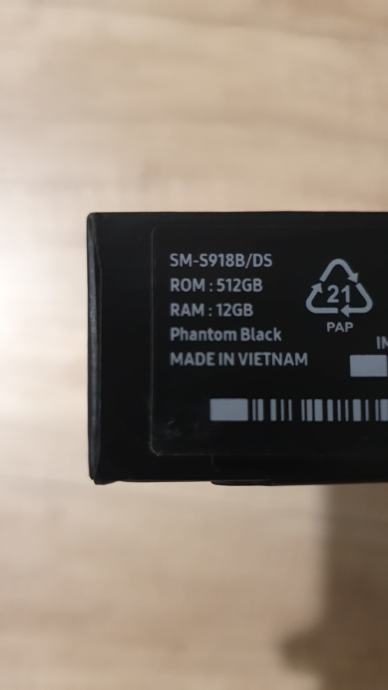 SM-S918B/DS
ROM : 512GB
RAM : 12GB
Phantom Black
MADE IN VIETNAM
21
PAP